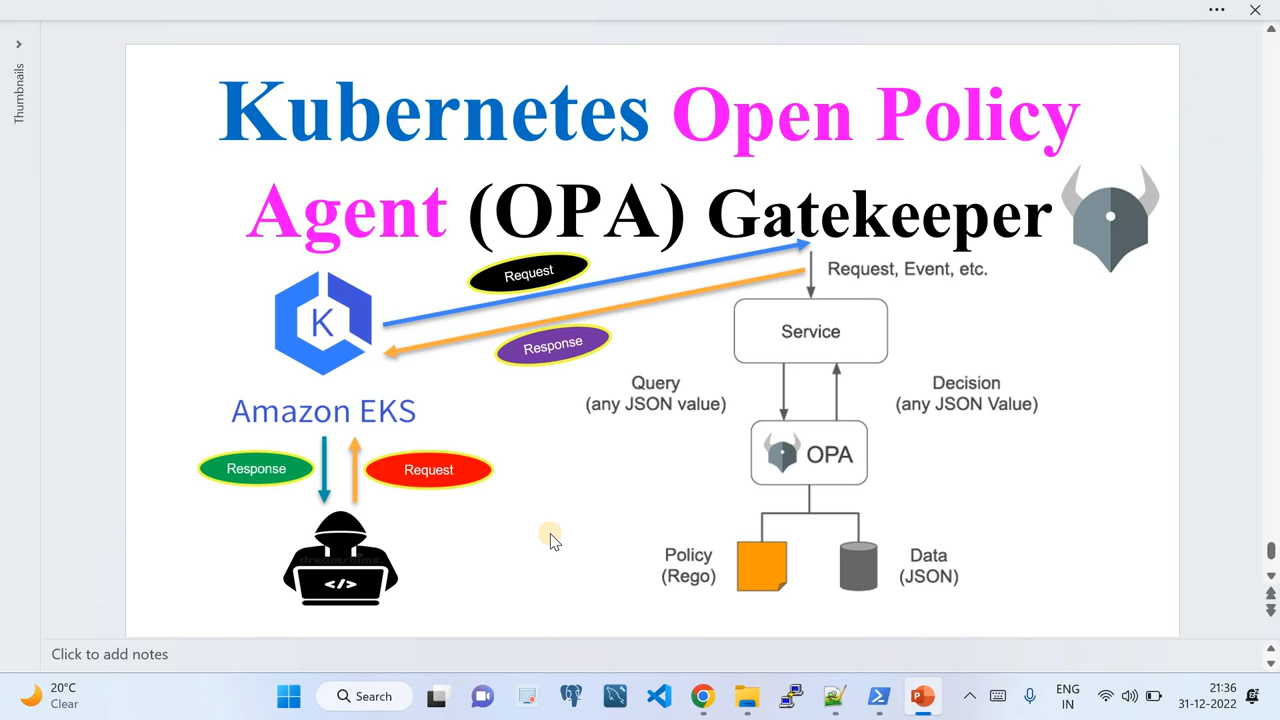 Thumbnails
Kubernetes Open Policy
Agent (OPA) Gatekeeper
Request
Request, Event, etc.
K
Service
Response
Query
(any JSON value)
Decision
(any JSON Value)
Amazon EKS
OPA
Response
Request
</>
Policy
(Rego)
Data
(JSON)
Click to add notes
20°C
Clear
Search
ENG
IN
21:36
31-12-2022